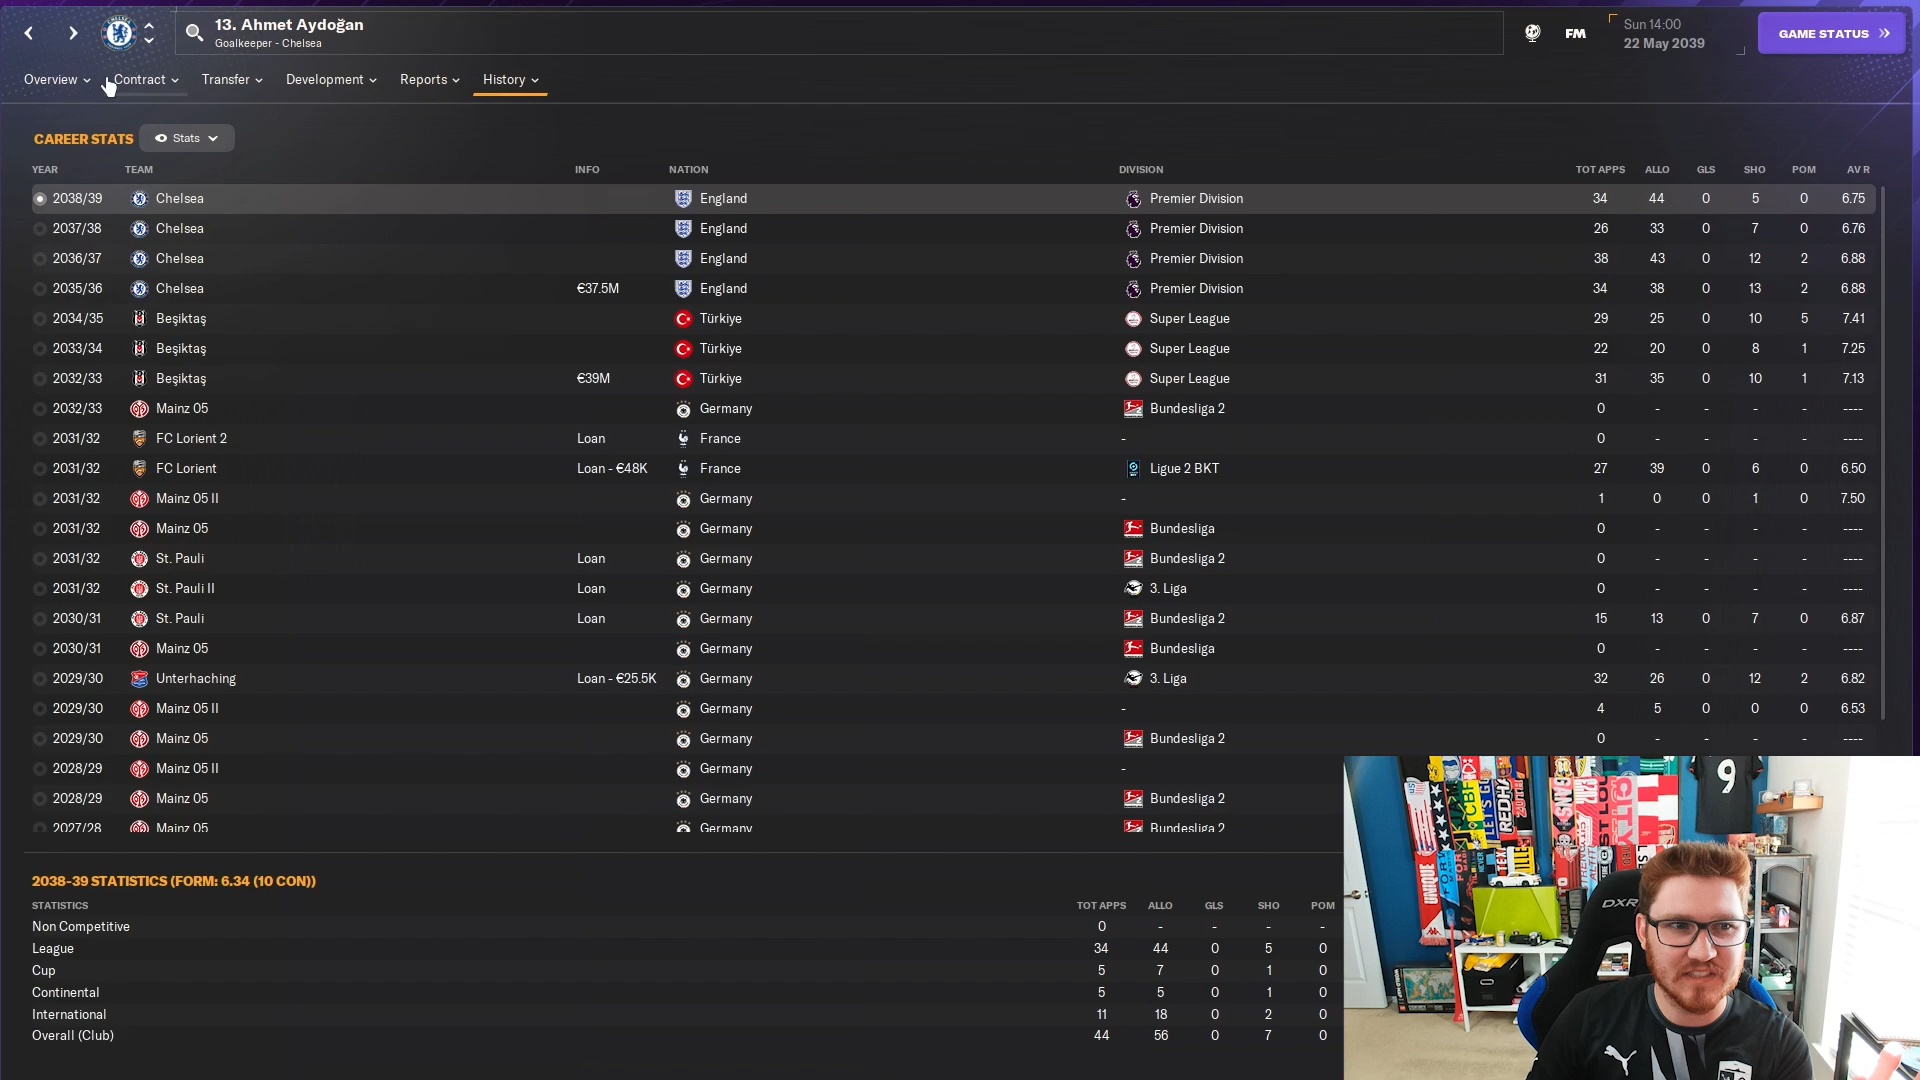 13. Ahmet Aydoğan
Goalkeeper - Chelsea
FM
Sun 14:00
22 May 2039
GAME STATUS
Overview Contract Transfer Development Reports History
CAREER STATS Stats
YEAR TEAM INFO NATION DIVISION TOT APPS ALLO GLS SHO POM AV R
2038/39 Chelsea England Premier Division 34 44 0 5 0 6.75
2037/38 Chelsea England Premier Division 26 33 0 7 0 6.76
2036/37 Chelsea England Premier Division 38 43 0 12 2 6.88
2035/36 Chelsea €37.5M England Premier Division 34 38 0 13 2 6.88
2034/35 Beşiktaş Türkiye Super League 29 25 0 10 5 7.41
2033/34 Beşiktaş Türkiye Super League 22 20 0 8 1 7.25
2032/33 Beşiktaş €39M Türkiye Super League 31 35 0 10 1 7.13
2032/33 Mainz 05 Germany Bundesliga 2 0 - - - - ----
2031/32 FC Lorient 2 Loan France - 0 - - - - ----
2031/32 FC Lorient Loan - €48K France Ligue 2 BKT 27 39 0 6 0 6.50
2031/32 Mainz 05 II Germany - 1 0 0 1 0 7.50
2031/32 Mainz 05 Germany Bundesliga 0 - - - - ----
2031/32 St. Pauli Loan Germany Bundesliga 2 0 - - - - ----
2031/32 St. Pauli II Loan Germany 3. Liga 0 - - - - ----
2030/31 St. Pauli Loan Germany Bundesliga 2 15 13 0 7 0 6.87
2030/31 Mainz 05 Germany Bundesliga 0 - - - - ----
2029/30 Unterhaching Loan - €25.5K Germany 3. Liga 32 26 0 12 2 6.82
2029/30 Mainz 05 II Germany - 4 5 0 0 0 6.53
2029/30 Mainz 05 Germany Bundesliga 2 0 - - - - ----
2028/29 Mainz 05 II Germany -
2028/29 Mainz 05 Germany Bundesliga 2
2027/28 Mainz 05 Germany Bundesliga 2
2038-39 STATISTICS (FORM: 6.34 (10 CON))
STATISTICS TOT APPS ALLO GLS SHO POM
Non Competitive 0 - - - -
League 34 44 0 5 0
Cup 5 7 0 1 0
Continental 5 5 0 1 0
International 11 18 0 2 0
Overall (Club) 44 56 0 7 0
9
CITY
UNIQUE
DXR